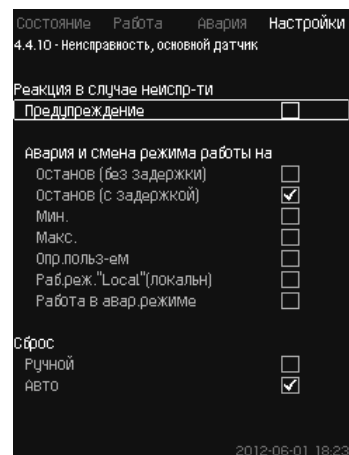 Состояние Работа Авария Настройки
4.4.10 - Неисправность, основной датчик
Реакция в случае неиспр-ти
Предупреждение
Авария и смена режима работы на
Останов (без задержки)
Останов (с задержкой)
Мин.
Макс.
Опр.польз-ем
Раб.реж."Local"(локальн)
Работа в авар.режиме
Сброс
Ручной
Авто
2012-06-01 18:23